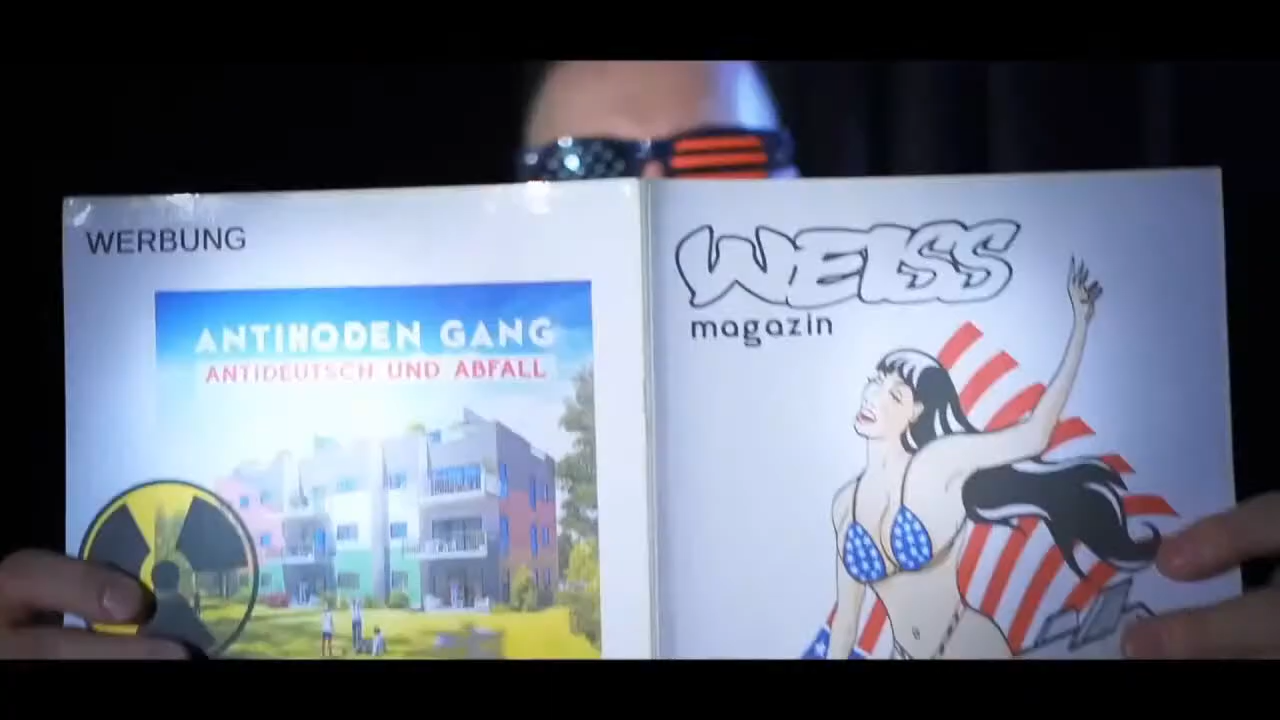 WERBUNG
ANTIHODEN GANG
ANTIDEUTSCH UND ABFALL
WEISS
magazin